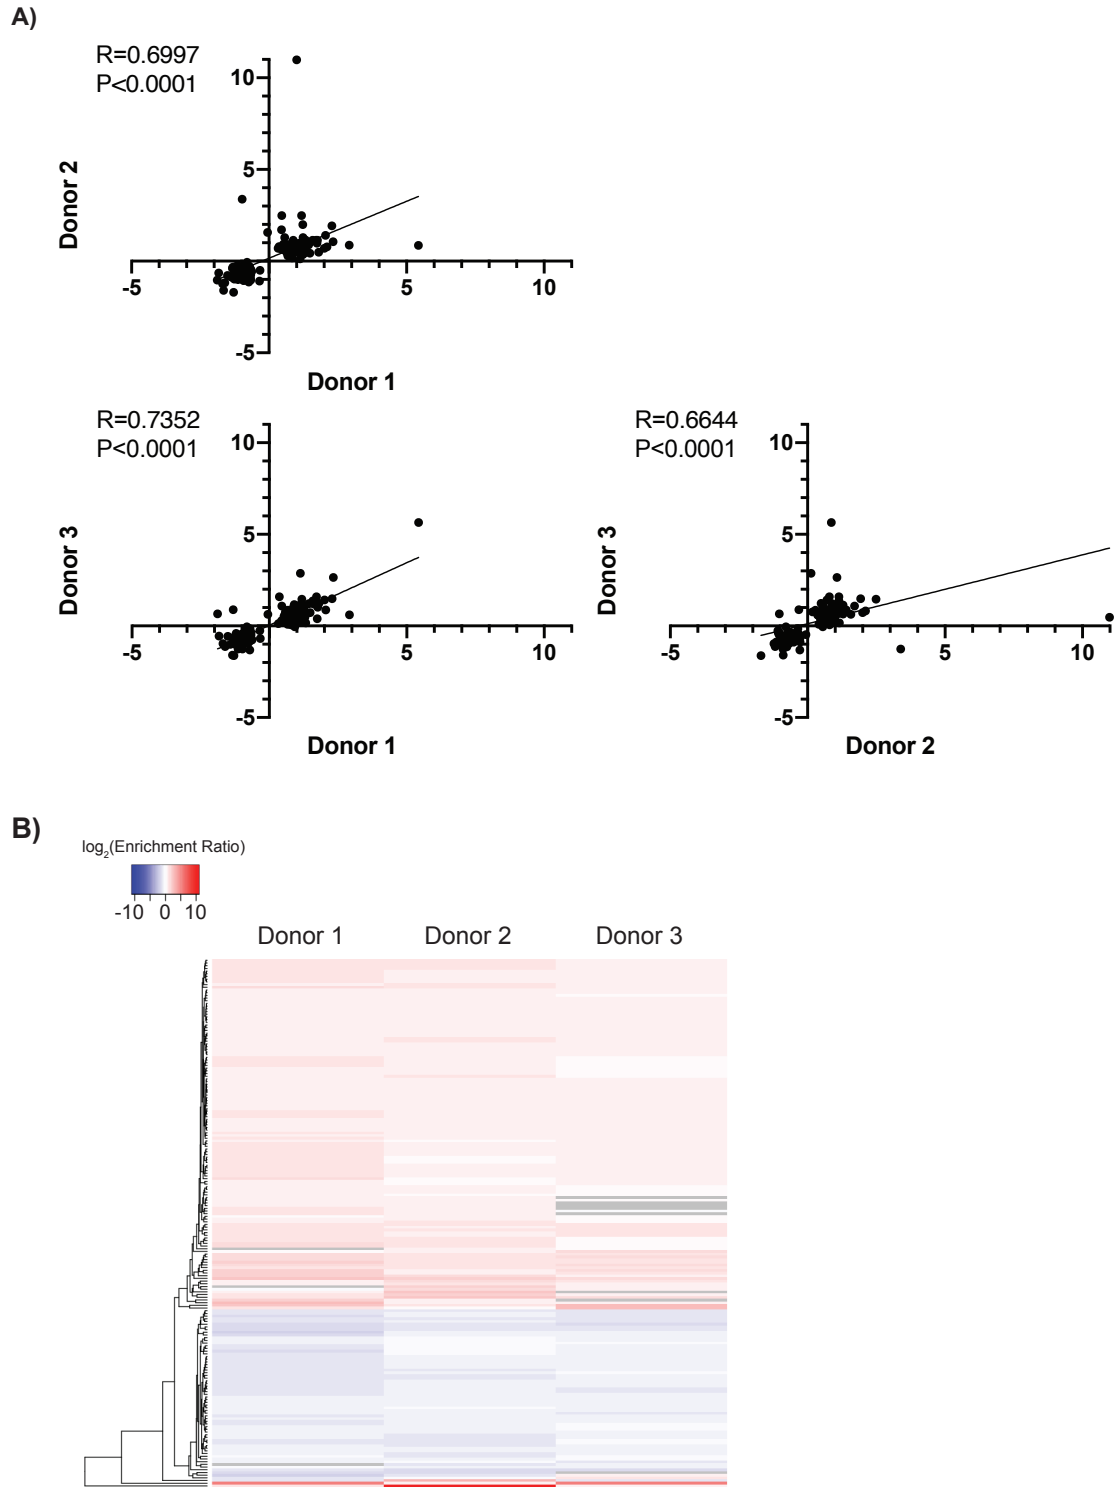 A)
R=0.6997
P<0.0001
10
5
-5
5
10
-5
Donor 2
Donor 1
R=0.7352
P<0.0001
10
5
-5
5
10
-5
Donor 3
Donor 1
R=0.6644
P<0.0001
10
5
-5
5
10
-5
Donor 3
Donor 2
B)
log2(Enrichment Ratio)
-10 0 10
Donor 1 Donor 2 Donor 3